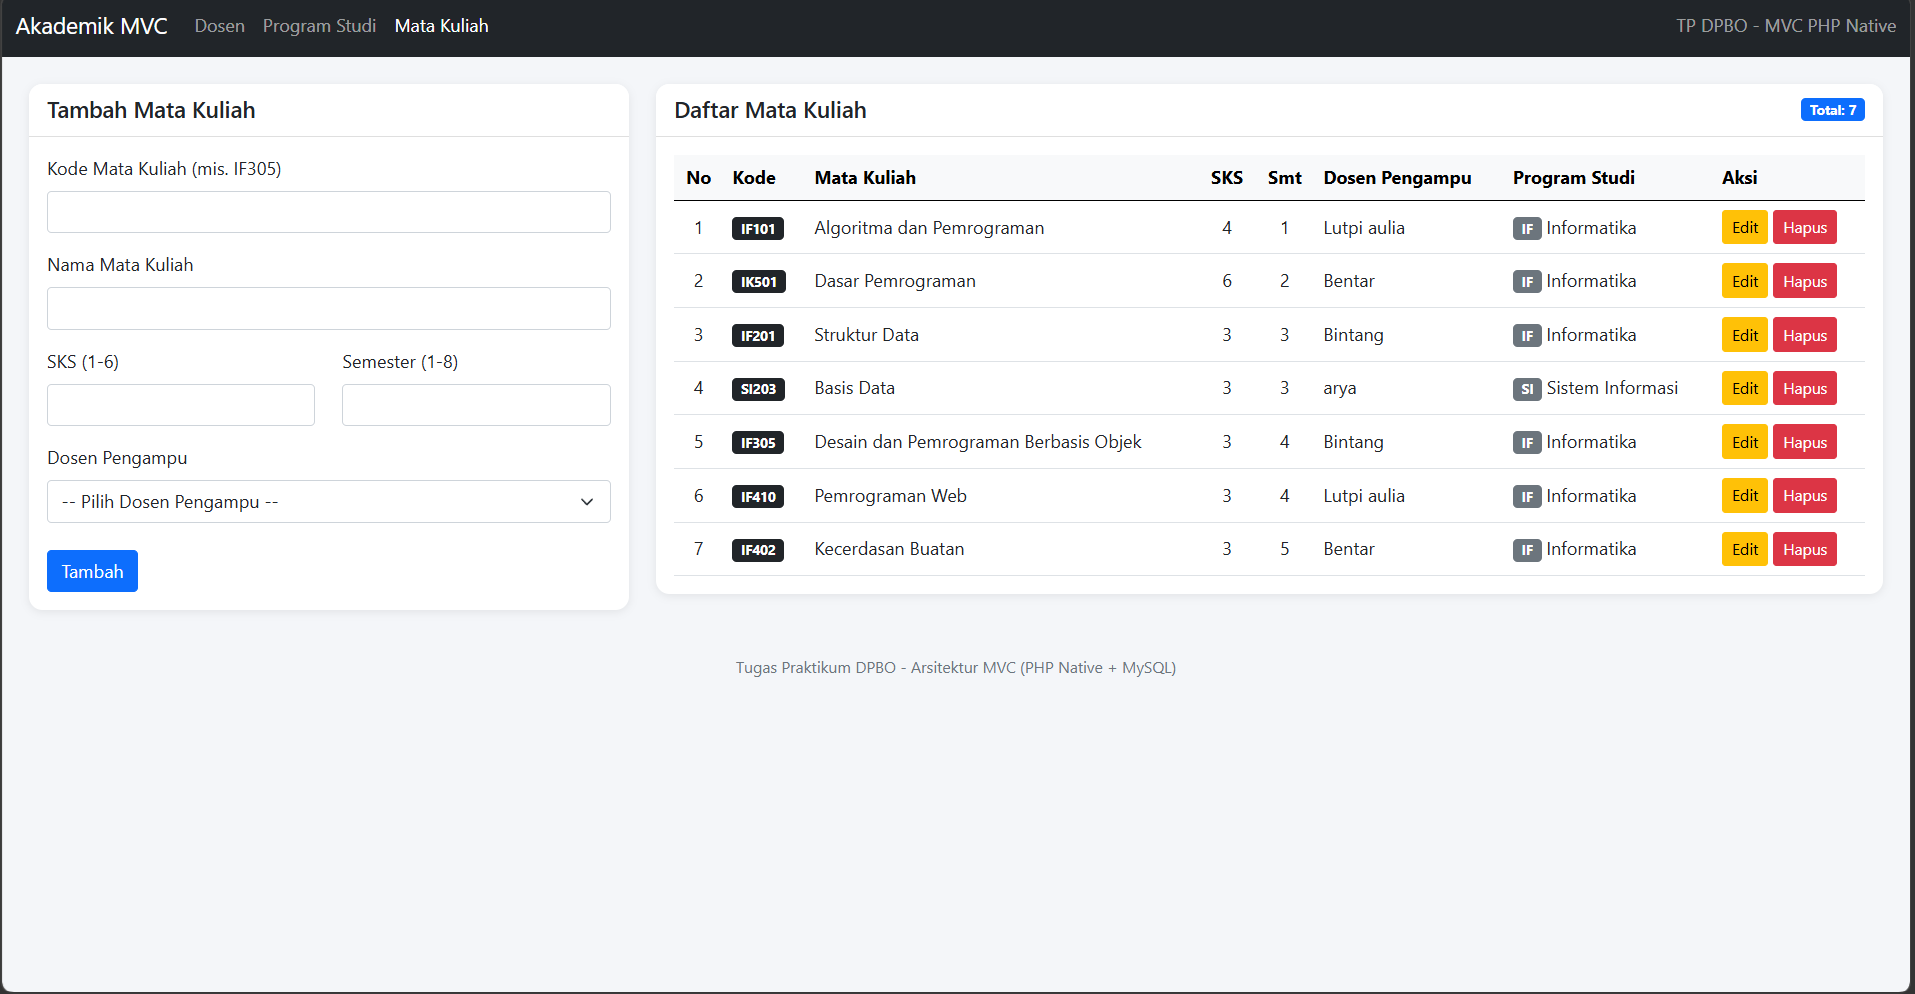 Akademik MVC Dosen Program Studi Mata Kuliah TP DPBO - MVC PHP Native
Tambah Mata Kuliah
Kode Mata Kuliah (mis. IF305)
Nama Mata Kuliah
SKS (1-6) Semester (1-8)
Dosen Pengampu
-- Pilih Dosen Pengampu --
Tambah
Daftar Mata Kuliah Total: 7
No Kode Mata Kuliah SKS Smt Dosen Pengampu Program Studi Aksi
1 IF101 Algoritma dan Pemrograman 4 1 Lutpi aulia IF Informatika Edit Hapus
2 IK501 Dasar Pemrograman 6 2 Bentar IF Informatika Edit Hapus
3 IF201 Struktur Data 3 3 Bintang IF Informatika Edit Hapus
4 SI203 Basis Data 3 3 arya SI Sistem Informasi Edit Hapus
5 IF305 Desain dan Pemrograman Berbasis Objek 3 4 Bintang IF Informatika Edit Hapus
6 IF410 Pemrograman Web 3 4 Lutpi aulia IF Informatika Edit Hapus
7 IF402 Kecerdasan Buatan 3 5 Bentar IF Informatika Edit Hapus
Tugas Praktikum DPBO - Arsitektur MVC (PHP Native + MySQL)